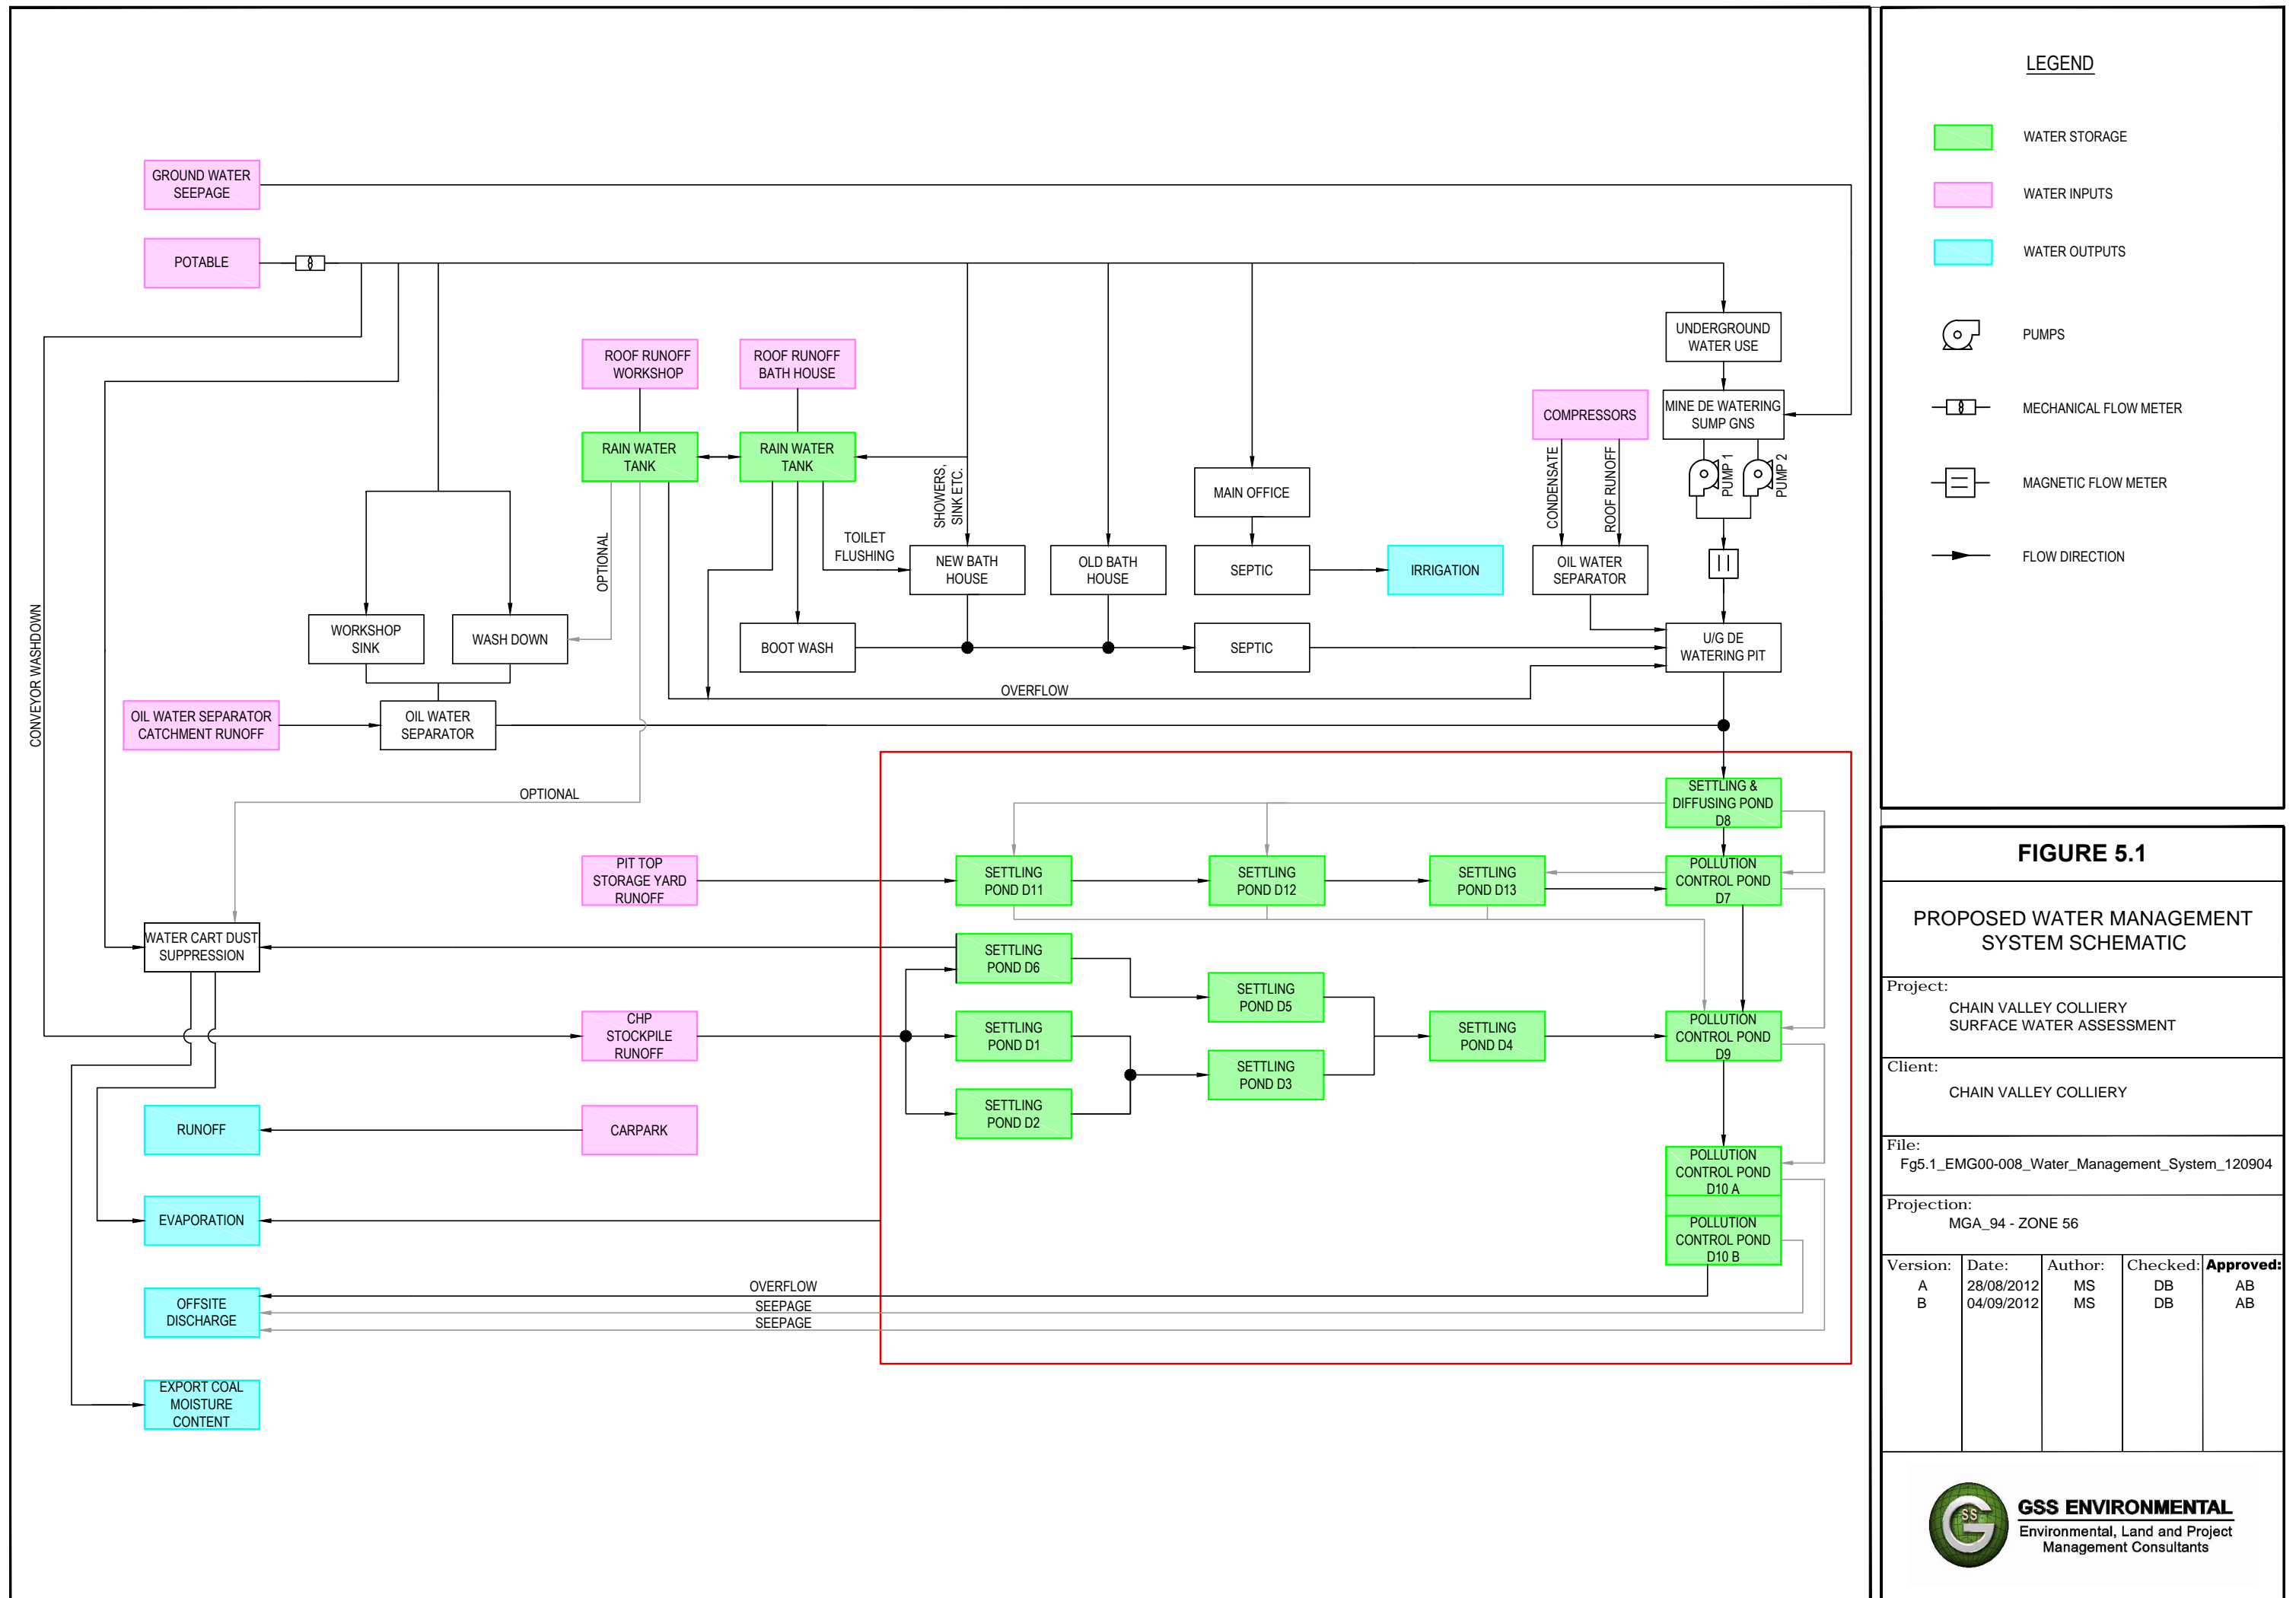 GROUND WATER
SEEPAGE
POTABLE
ROOF RUNOFF
WORKSHOP
ROOF RUNOFF
BATH HOUSE
UNDERGROUND
WATER USE
COMPRESSORS
MINE DE WATERING
SUMP GNS
RAIN WATER
TANK
RAIN WATER
TANK
SHOWERS,
SINK ETC.
MAIN OFFICE
CONDENSATE
ROOF RUNOFF
PUMP 1
PUMP 2
OPTIONAL
TOILET
FLUSHING
NEW BATH
HOUSE
OLD BATH
HOUSE
SEPTIC
IRRIGATION
OIL WATER
SEPARATOR
CONVEYOR WASHDOWN
WORKSHOP
SINK
WASH DOWN
BOOT WASH
SEPTIC
U/G DE
WATERING PIT
OVERFLOW
OIL WATER SEPARATOR
CATCHMENT RUNOFF
OIL WATER
SEPARATOR
OPTIONAL
SETTLING &
DIFFUSING POND
D8
PIT TOP
STORAGE YARD
RUNOFF
SETTLING
POND D11
SETTLING
POND D12
SETTLING
POND D13
POLLUTION
CONTROL POND
D7
WATER CART DUST
SUPPRESSION
SETTLING
POND D6
SETTLING
POND D5
CHP
STOCKPILE
RUNOFF
SETTLING
POND D1
SETTLING
POND D4
POLLUTION
CONTROL POND
D9
SETTLING
POND D3
SETTLING
POND D2
RUNOFF
CARPARK
POLLUTION
CONTROL POND
D10 A
EVAPORATION
POLLUTION
CONTROL POND
D10 B
OFFSITE
DISCHARGE
OVERFLOW
SEEPAGE
SEEPAGE
EXPORT COAL
MOISTURE
CONTENT
LEGEND
WATER STORAGE
WATER INPUTS
WATER OUTPUTS
PUMPS
MECHANICAL FLOW METER
MAGNETIC FLOW METER
FLOW DIRECTION
FIGURE 5.1
PROPOSED WATER MANAGEMENT
SYSTEM SCHEMATIC
Project:
CHAIN VALLEY COLLIERY
SURFACE WATER ASSESSMENT
Client:
CHAIN VALLEY COLLIERY
File:
Fg5.1_EMG00-008_Water_Management_System_120904
Projection:
MGA_94 - ZONE 56
Version: Date: Author: Checked: Approved:
A 28/08/2012 MS DB AB
B 04/09/2012 MS DB AB
GSS
GSS ENVIRONMENTAL
Environmental, Land and Project
Management Consultants